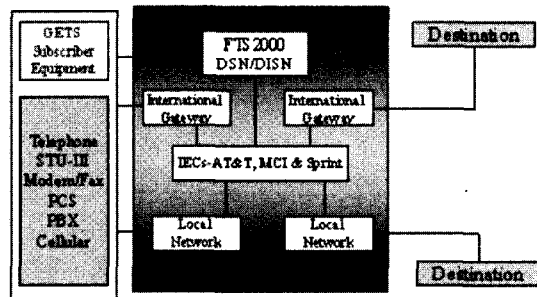 GETS
Subscriber
Equipment
Telephone
STU-III
Modem/Fax
PCS
PBX
Cellular
FTS 2000
DSN/DISN
International
Gateway
International
Gateway
IECs-AT&T, MCI & Sprint
Local
Network
Local
Network
Destination
Destination